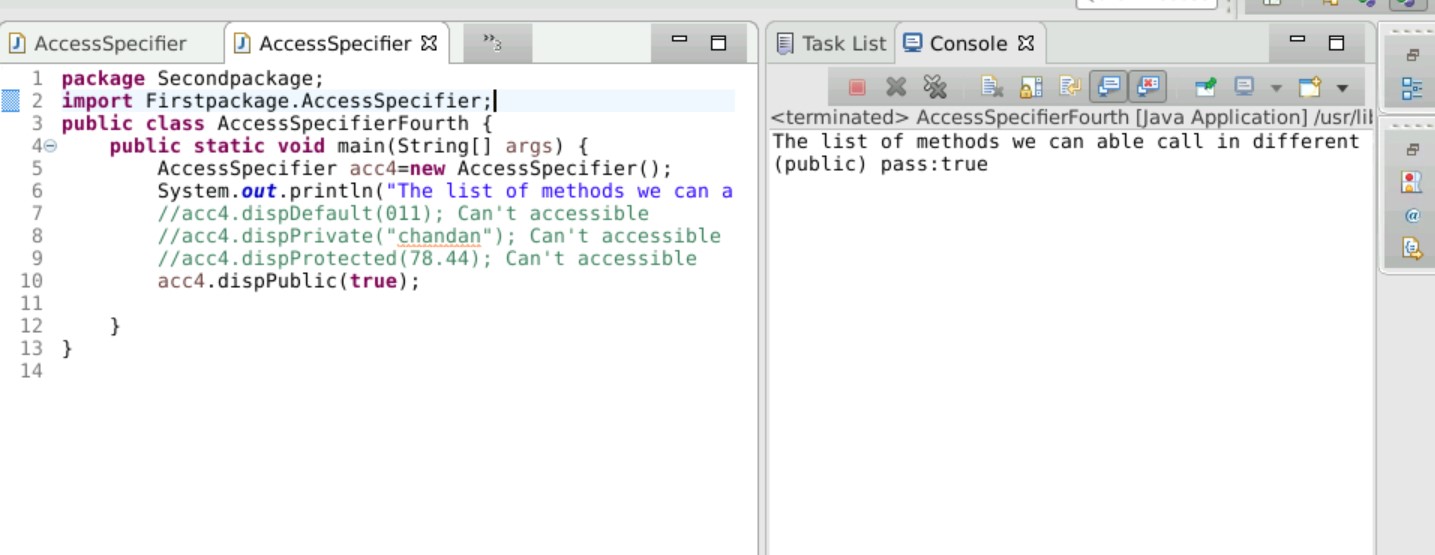 AccessSpecifier
AccessSpecifier
»3
Task List
Console
1 package Secondpackage;
2 import Firstpackage.AccessSpecifier;
3 public class AccessSpecifierFourth {
4 public static void main(String[] args) {
5 AccessSpecifier acc4=new AccessSpecifier();
6 System.out.println("The list of methods we can a
7 //acc4.dispDefault(011); Can't accessible
8 //acc4.dispPrivate("chandan"); Can't accessible
9 //acc4.dispProtected(78.44); Can't accessible
10 acc4.dispPublic(true);
11
12 }
13 }
14
<terminated> AccessSpecifierFourth [Java Application] /usr/lib
The list of methods we can able call in different
(public) pass:true